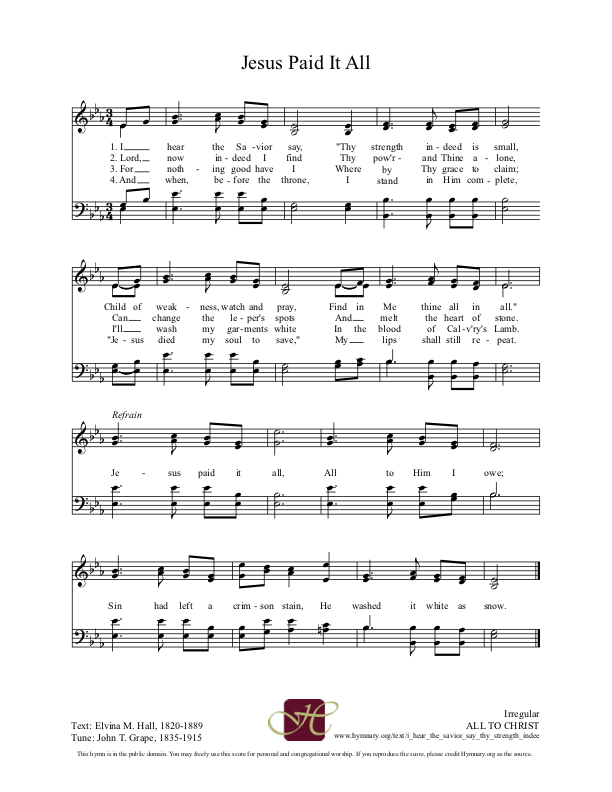 Jesus Paid It All
1. I hear the Sa - vior say, "Thy strength in - deed is small,
2. Lord, now in - deed I find Thy pow'r - and Thine a - lone,
3. For noth - ing good have I Where by Thy grace to claim;
4. And when, be - fore the throne, I stand in Him com - plete,
Child of weak - ness, watch and pray, Find in Me thine all in all."
Can change the le - per's spots And melt the heart of stone.
I'll wash my gar - ments white In the blood of Cal - v'ry's Lamb.
"Je - sus died my soul to save," My lips shall still re - peat.
Refrain
Je - sus paid it all, All to Him I owe;
Sin had left a crim - son stain, He washed it white as snow.
Irregular
Text: Elvina M. Hall, 1820-1889 ALL TO CHRIST
Tune: John T. Grape, 1835-1915 www.hymnary.org/text/i_hear_the_savior_say_thy_strength_indee
This hymn is in the public domain. You may freely use this score for personal and congregational worship. If you reproduce the score, please credit Hymnary.org as the source.